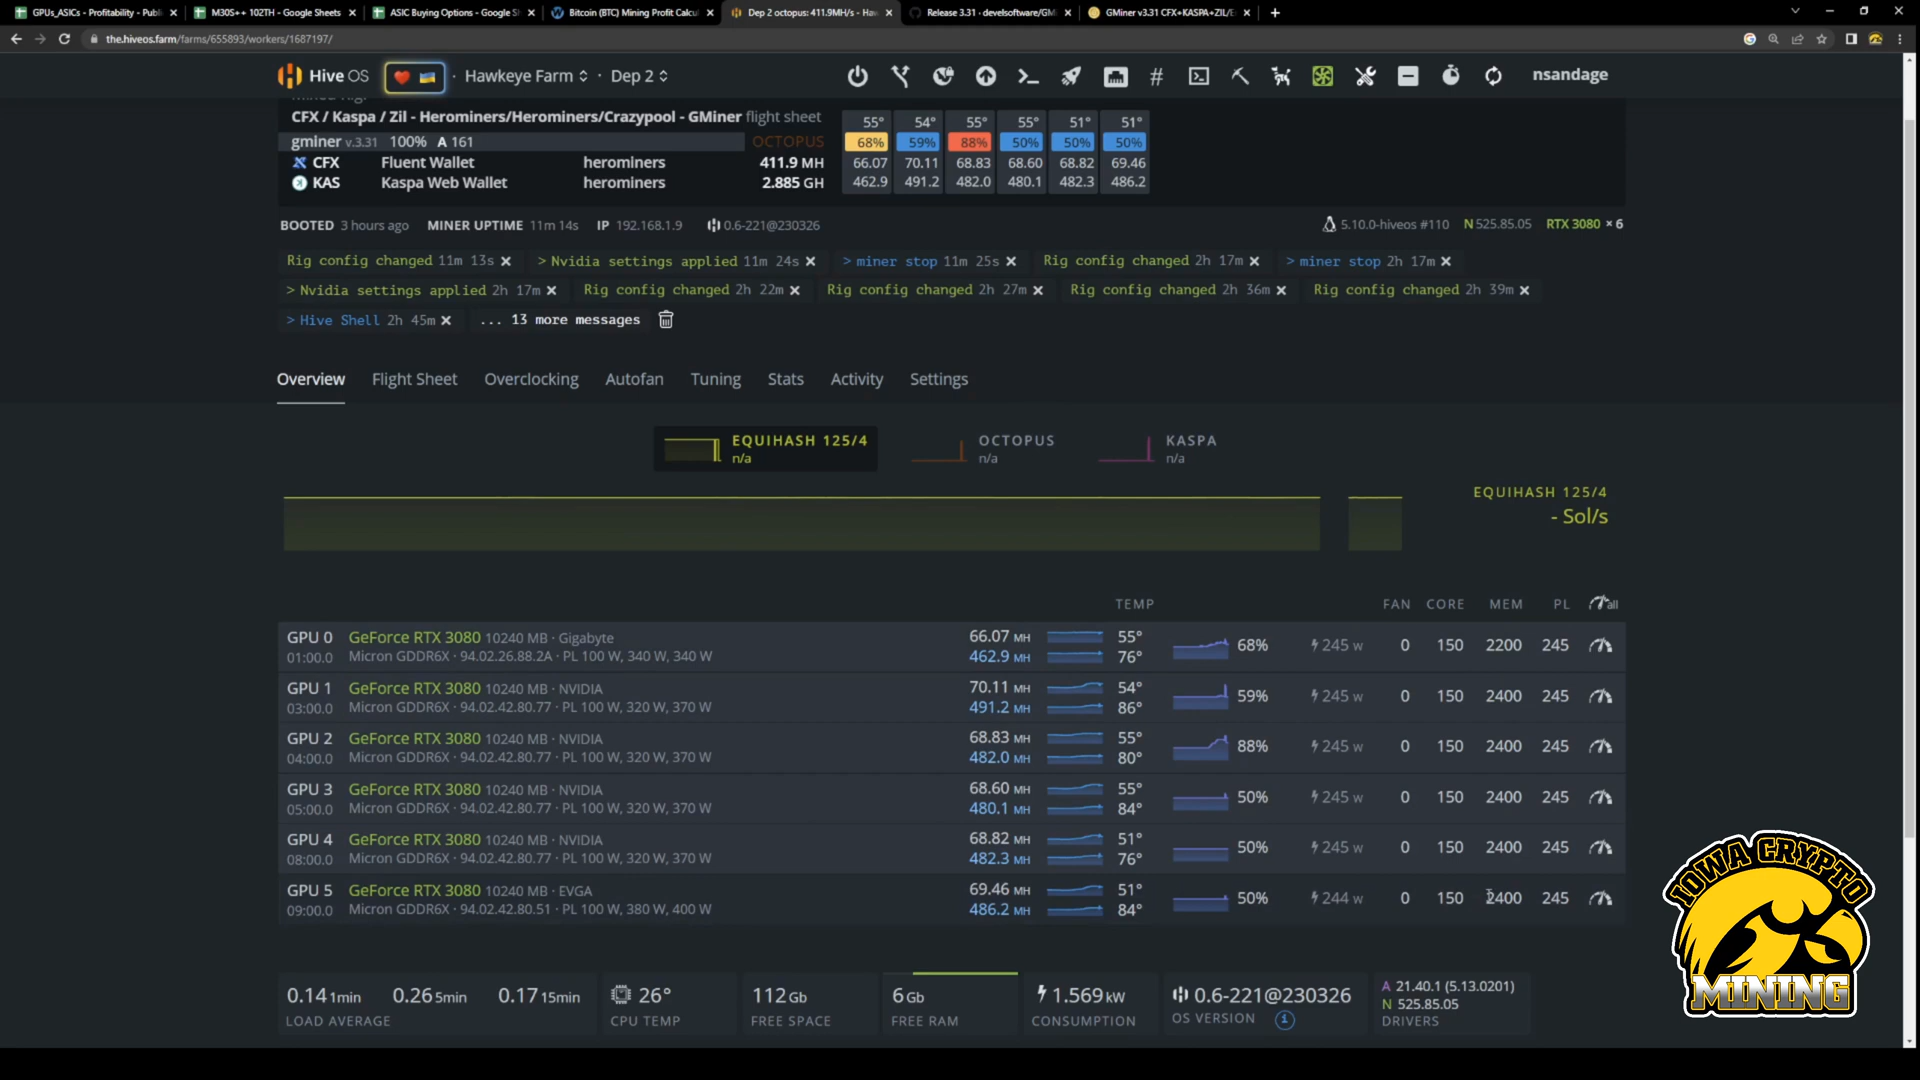 GPUs_ASICs - Profitability - Publ
M30S++ 102TH - Google Sheets
ASIC Buying Options - Google S
Bitcoin (BTC) Mining Profit Calcu
Dep 2 octopus: 411.9MH/s - Haw
Release 3.31 · develsoftware/GM
GMiner v3.31 CFX+KASPA+ZIL/E
the.hiveos.farm/farms/655893/workers/1687197/
Hive OS · Hawkeye Farm · Dep 2
nsandage
CFX / Kaspa / Zil - Herominers/Herominers/Crazypool - GMiner flight sheet
55° 54° 55° 55° 51° 51°
gminer v.3.31 100% A 161 OCTOPUS 68% 59% 88% 50% 50% 50%
CFX Fluent Wallet herominers 411.9 MH 66.07 70.11 68.83 68.60 68.82 69.46
KAS Kaspa Web Wallet herominers 2.885 GH 462.9 491.2 482.0 480.1 482.3 486.2
BOOTED 3 hours ago MINER UPTIME 11m 14s IP 192.168.1.9 0.6-221@230326 5.10.0-hiveos #110 N 525.85.05 RTX 3080 × 6
Rig config changed 11m 13s × > Nvidia settings applied 11m 24s × > miner stop 11m 25s × Rig config changed 2h 17m × > miner stop 2h 17m ×
> Nvidia settings applied 2h 17m × Rig config changed 2h 22m × Rig config changed 2h 27m × Rig config changed 2h 36m × Rig config changed 2h 39m ×
> Hive Shell 2h 45m × ... 13 more messages
Overview Flight Sheet Overclocking Autofan Tuning Stats Activity Settings
EQUIHASH 125/4 OCTOPUS KASPA
n/a n/a n/a
EQUIHASH 125/4
- Sol/s
TEMP FAN CORE MEM PL all
GPU 0 GeForce RTX 3080 10240 MB · Gigabyte 66.07 MH 55° 68% 245 W 0 150 2200 245
01:00.0 Micron GDDR6X · 94.02.26.88.2A · PL 100 W, 340 W, 340 W 462.9 MH 76°
GPU 1 GeForce RTX 3080 10240 MB · NVIDIA 70.11 MH 54° 59% 245 W 0 150 2400 245
03:00.0 Micron GDDR6X · 94.02.42.80.77 · PL 100 W, 320 W, 370 W 491.2 MH 86°
GPU 2 GeForce RTX 3080 10240 MB · NVIDIA 68.83 MH 55° 88% 245 W 0 150 2400 245
04:00.0 Micron GDDR6X · 94.02.42.80.77 · PL 100 W, 320 W, 370 W 482.0 MH 80°
GPU 3 GeForce RTX 3080 10240 MB · NVIDIA 68.60 MH 55° 50% 245 W 0 150 2400 245
05:00.0 Micron GDDR6X · 94.02.42.80.77 · PL 100 W, 320 W, 370 W 480.1 MH 84°
GPU 4 GeForce RTX 3080 10240 MB · NVIDIA 68.82 MH 51° 50% 245 W 0 150 2400 245
08:00.0 Micron GDDR6X · 94.02.42.80.77 · PL 100 W, 320 W, 370 W 482.3 MH 76°
GPU 5 GeForce RTX 3080 10240 MB · EVGA 69.46 MH 51° 50% 244 W 0 150 2400 245
09:00.0 Micron GDDR6X · 94.02.42.80.51 · PL 100 W, 380 W, 400 W 486.2 MH 84°
0.14 1min 0.26 5min 0.17 15min 26° 112 Gb 6 Gb 1.569 kW 0.6-221@230326 A 21.40.1 (5.13.0201)
N 525.85.05
LOAD AVERAGE CPU TEMP FREE SPACE FREE RAM CONSUMPTION OS VERSION DRIVERS
IOWA CRYPTO
MINING